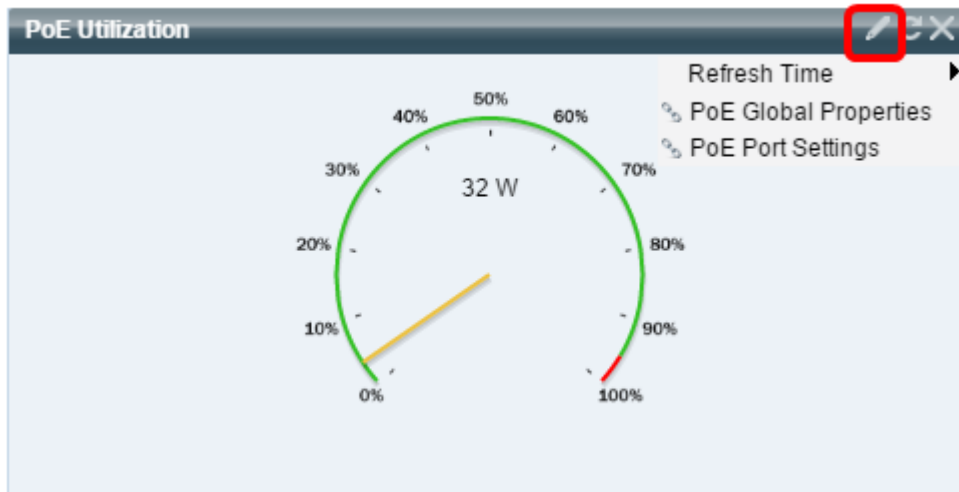 PoE Utilization
Refresh Time
PoE Global Properties
PoE Port Settings
50%
40%
60%
30%
70%
32 W
20%
80%
10%
90%
0%
100%